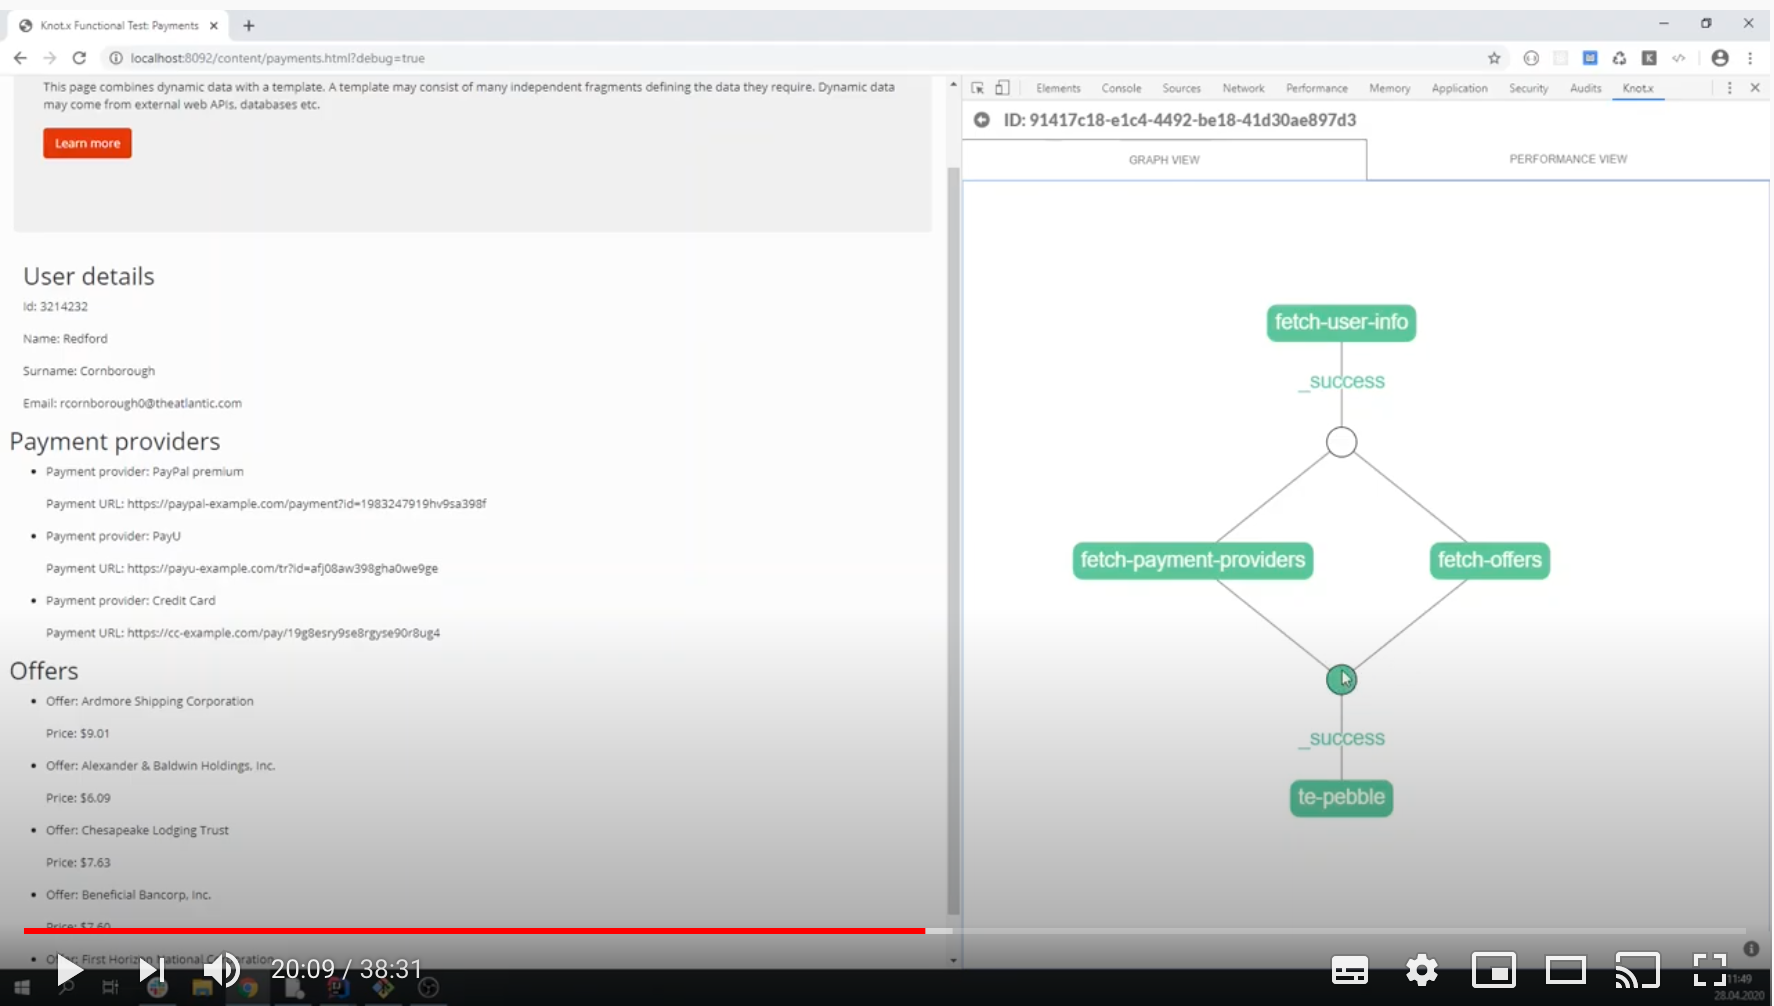 Knot.x Functional Test: Payments
localhost:8092/content/payments.html?debug=true
This page combines dynamic data with a template. A template may consist of many independent fragments defining the data they require. Dynamic data
may come from external web APIs, databases etc.
Learn more
User details
Id: 3214232
Name: Redford
Surname: Cornborough
Email: rcornborough0@theatlantic.com
Payment providers
Payment provider: PayPal premium
Payment URL: https://paypal-example.com/payment?id=1983247919hv9sa398f
Payment provider: PayU
Payment URL: https://payu-example.com/tr?id=afj08aw398gha0we9ge
Payment provider: Credit Card
Payment URL: https://cc-example.com/pay/19g8esry9se8rgyse90r8ug4
Offers
Offer: Ardmore Shipping Corporation
Price: $9.01
Offer: Alexander & Baldwin Holdings, Inc.
Price: $6.09
Offer: Chesapeake Lodging Trust
Price: $7.63
Offer: Beneficial Bancorp, Inc.
Price: $7.60
Offer: First Horizon National Corporation
Elements Console Sources Network Performance Memory Application Security Audits Knot.x
ID: 91417c18-e1c4-4492-be18-41d30ae897d3
GRAPH VIEW PERFORMANCE VIEW
fetch-user-info
_success
fetch-payment-providers fetch-offers
_success
te-pebble
20:09 / 38:31
11:49
28.04.2020